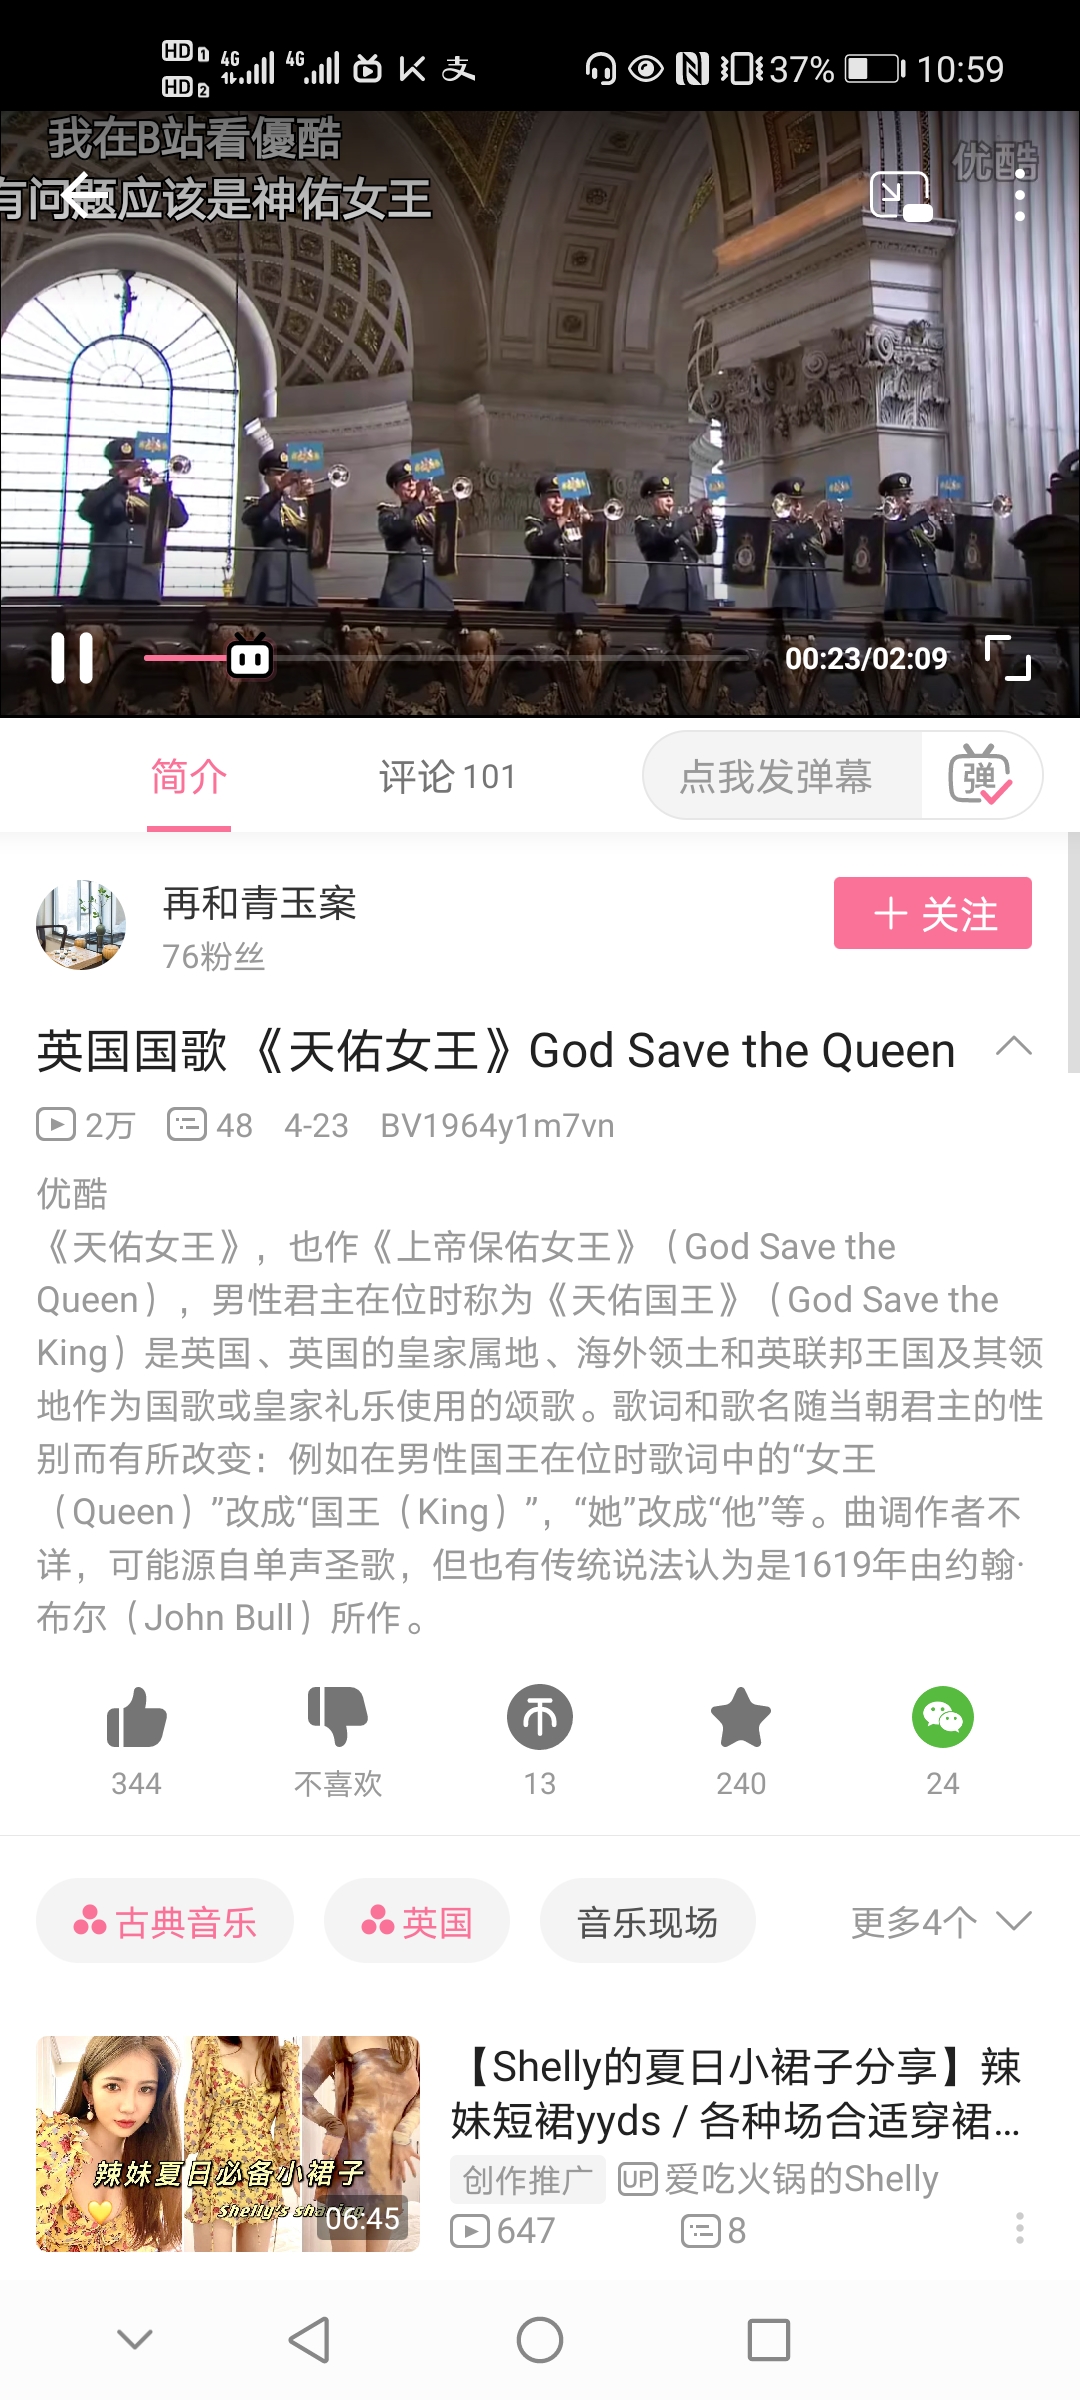 HD 1 4G 4G 37% 10:59
HD 2
我在B站看優酷
优酷
有问题应该是神佑女王
00:23/02:09
简介 评论 101 点我发弹幕 弹
再和青玉案
76粉丝
+ 关注
英国国歌《天佑女王》God Save the Queen
2万 48 4-23 BV1964y1m7vn
优酷
《天佑女王》，也作《上帝保佑女王》（God Save the
Queen），男性君主在位时称为《天佑国王》（God Save the
King）是英国、英国的皇家属地、海外领土和英联邦王国及其领
地作为国歌或皇家礼乐使用的颂歌。歌词和歌名随当朝君主的性
别而有所改变：例如在男性国王在位时歌词中的“女王
（Queen）”改成“国王（King）”，“她”改成“他”等。曲调作者不
详，可能源自单声圣歌，但也有传统说法认为是1619年由约翰·
布尔（John Bull）所作。
344 不喜欢 13 240 24
古典音乐 英国 音乐现场 更多4个
【Shelly的夏日小裙子分享】辣
妹短裙yyds / 各种场合适穿裙...
辣妹夏日必备小裙子
Shelly's sharing
06:45
创作推广 UP 爱吃火锅的Shelly
647 8